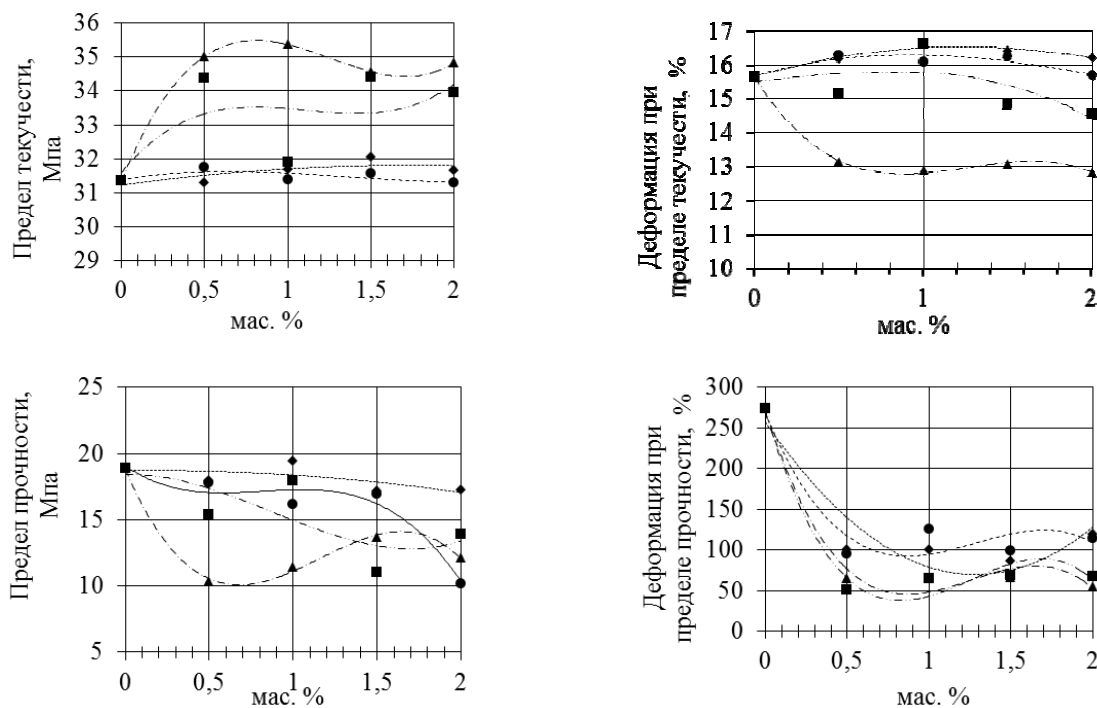 Предел текучести,
Мпа
36
35
34
33
32
31
30
29
0 0,5 1 1,5 2
мас. %
Деформация при
пределе текучести, %
17
16
15
14
13
12
11
10
0 1 2
мас. %
Предел прочности,
Мпа
25
20
15
10
5
0 0,5 1 1,5 2
мас. %
Деформация при
пределе прочности, %
300
250
200
150
100
50
0
0 0,5 1 1,5 2
мас. %